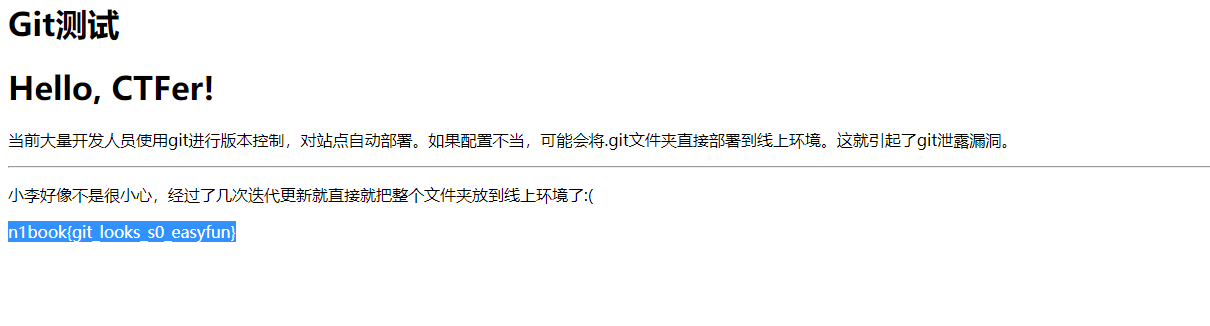 Git测试
Hello, CTFer!
当前大量开发人员使用git进行版本控制，对站点自动部署。如果配置不当，可能会将.git文件夹直接部署到线上环境。这就引起了git泄露漏洞。
小李好像不是很小心，经过了几次迭代更新就直接就把整个文件夹放到线上环境了:(
n1book{git_looks_s0_easyfun}